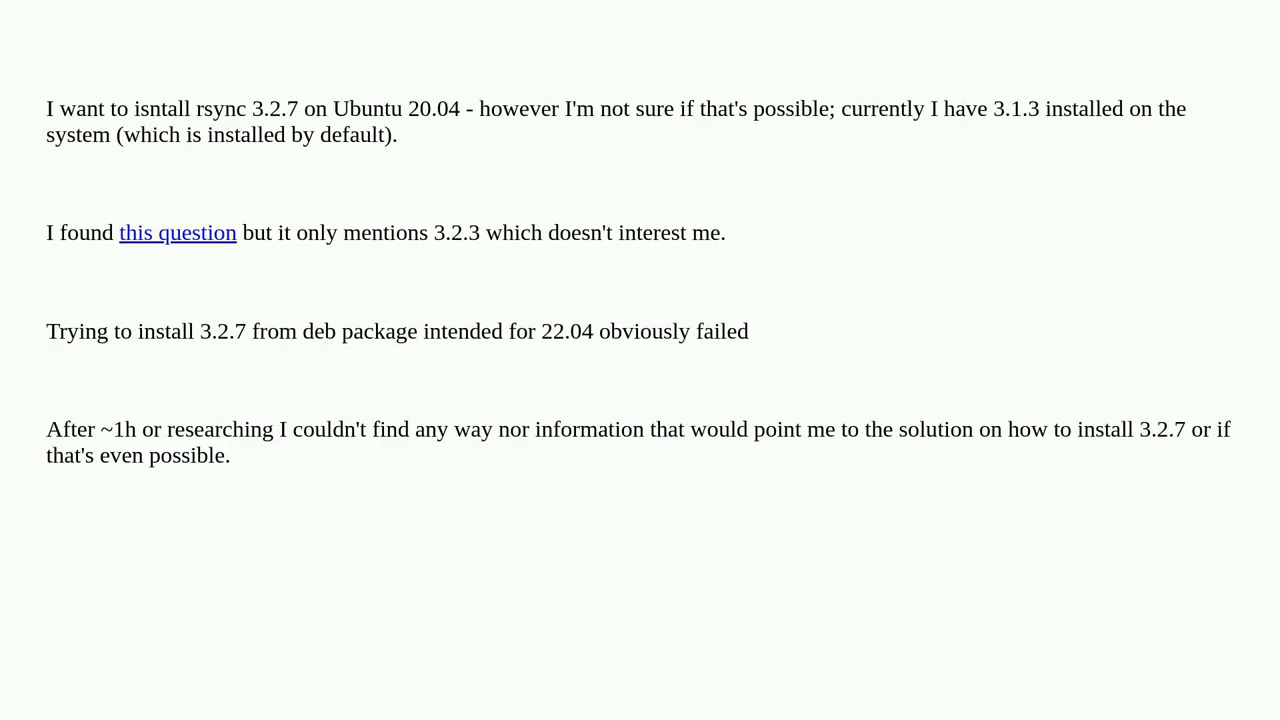 I want to isntall rsync 3.2.7 on Ubuntu 20.04 - however I'm not sure if that's possible; currently I have 3.1.3 installed on the
system (which is installed by default).
I found this question but it only mentions 3.2.3 which doesn't interest me.
Trying to install 3.2.7 from deb package intended for 22.04 obviously failed
After ~1h or researching I couldn't find any way nor information that would point me to the solution on how to install 3.2.7 or if
that's even possible.